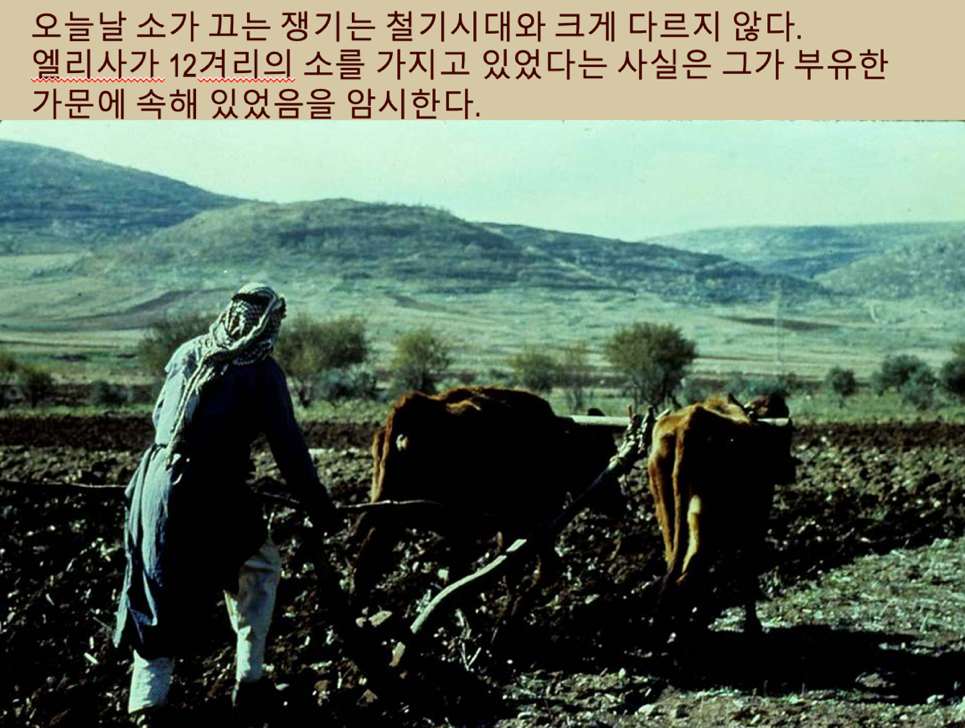 오늘날 소가 끄는 쟁기는 철기시대와 크게 다르지 않다.
엘리사가 12겨리의 소를 가지고 있었다는 사실은 그가 부유한
가문에 속해 있었음을 암시한다.